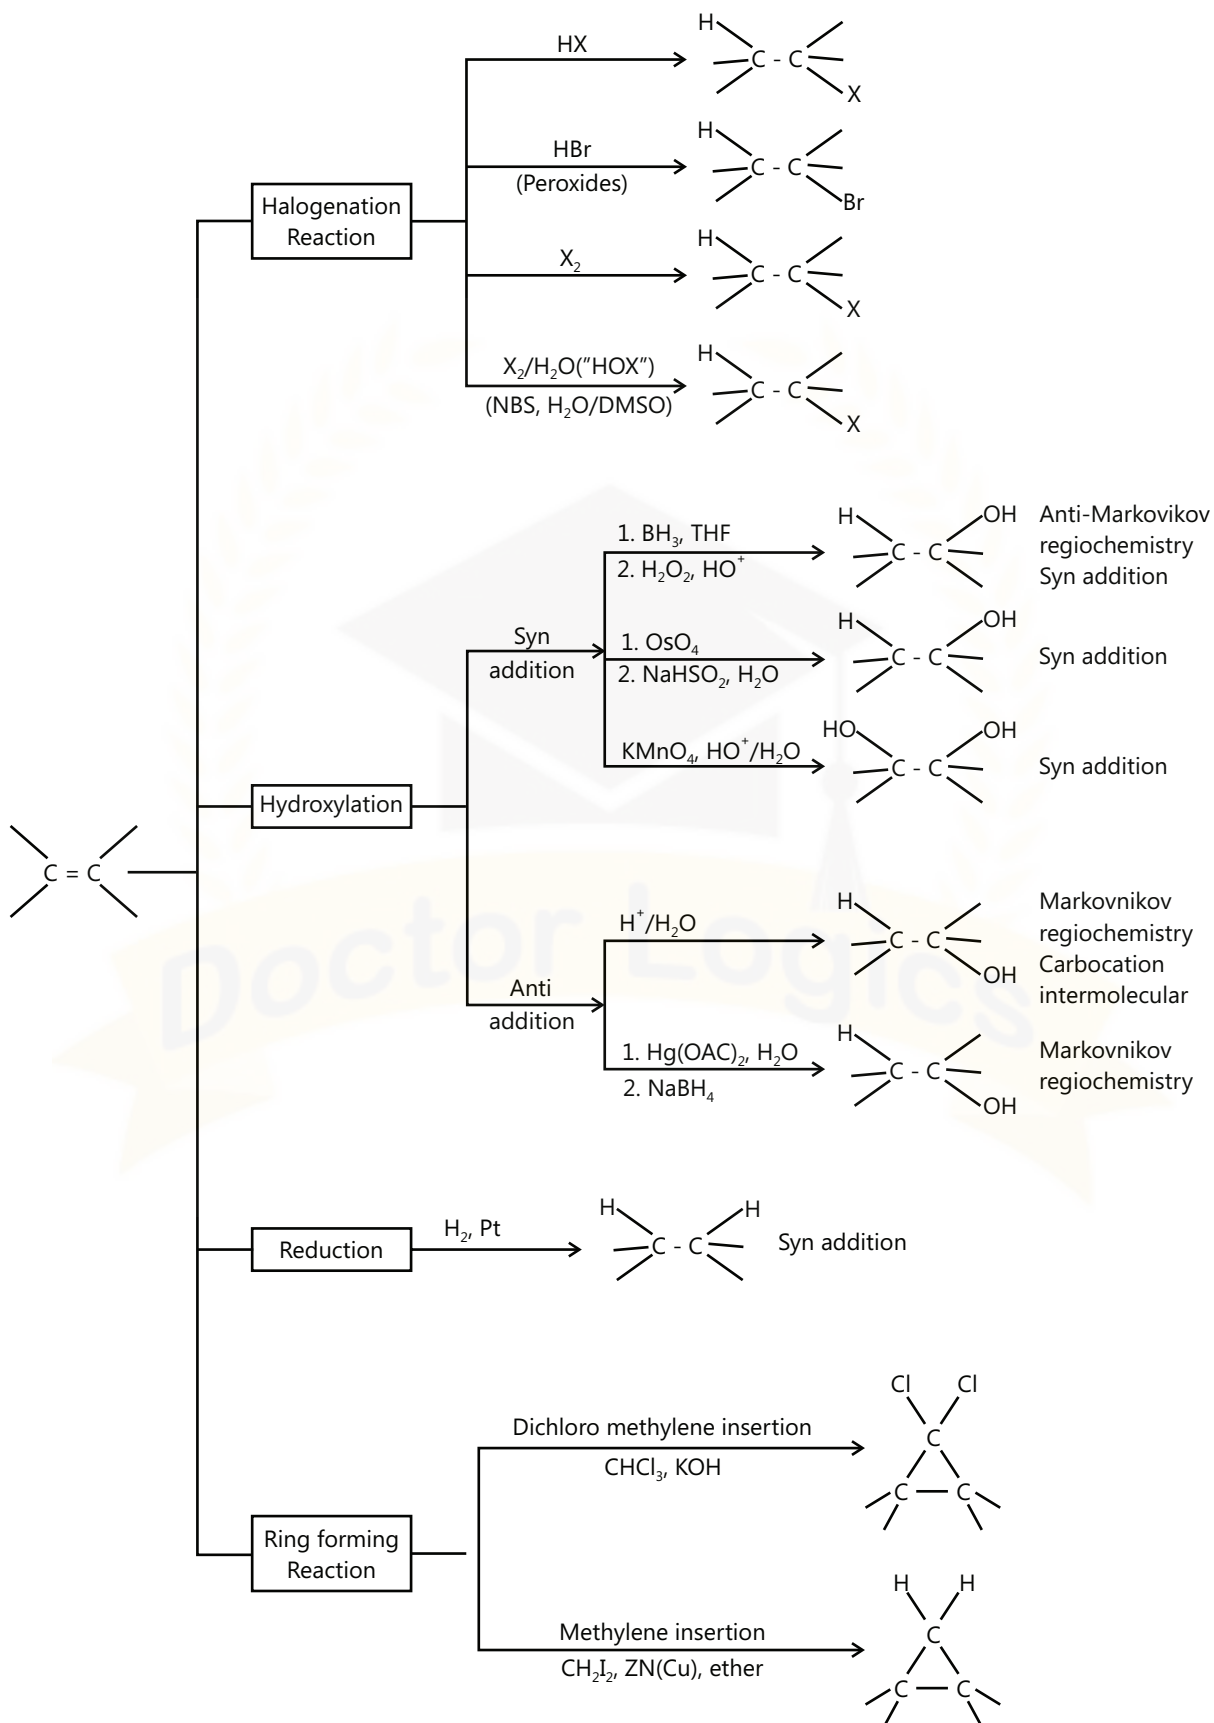 HX
H
C - C
X
Halogenation
Reaction
HBr
(Peroxides)
H
C - C
Br
X₂
H
C - C
X
X₂/H₂O("HOX")
(NBS, H₂O/DMSO)
H
C - C
X
C = C
Hydroxylation
Syn
addition
1. BH₃, THF
2. H₂O₂, HO⁺
H
OH
C - C
Anti-Markovikov
regiochemistry
Syn addition
1. OsO₄
2. NaHSO₂, H₂O
H
OH
C - C
Syn addition
KMnO₄, HO⁺/H₂O
HO
OH
C - C
Syn addition
Anti
addition
H⁺/H₂O
H
C - C
OH
Markovnikov
regiochemistry
Carbocation
intermolecular
1. Hg(OAC)₂, H₂O
2. NaBH₄
H
C - C
OH
Markovnikov
regiochemistry
Doctor Logics
Reduction
H₂, Pt
H
H
C - C
Syn addition
Ring forming
Reaction
Dichloro methylene insertion
CHCl₃, KOH
Cl Cl
C
C C
Methylene insertion
CH₂I₂, ZN(Cu), ether
H H
C
C C